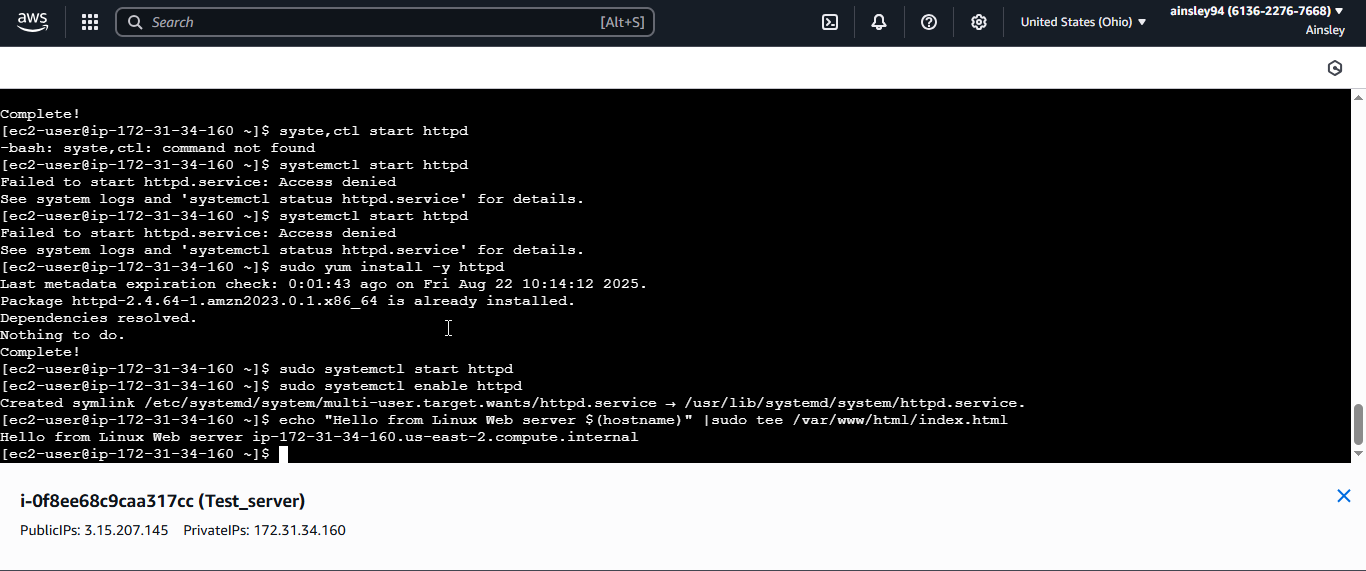 aws
Search
[Alt+S]
United States (Ohio)
ainsley94 (6136-2276-7668)
Ainsley
Complete!
[ec2-user@ip-172-31-34-160 ~]$ syste,ctl start httpd
-bash: syste,ctl: command not found
[ec2-user@ip-172-31-34-160 ~]$ systemctl start httpd
Failed to start httpd.service: Access denied
See system logs and 'systemctl status httpd.service' for details.
[ec2-user@ip-172-31-34-160 ~]$ systemctl start httpd
Failed to start httpd.service: Access denied
See system logs and 'systemctl status httpd.service' for details.
[ec2-user@ip-172-31-34-160 ~]$ sudo yum install -y httpd
Last metadata expiration check: 0:01:43 ago on Fri Aug 22 10:14:12 2025.
Package httpd-2.4.64-1.amzn2023.0.1.x86_64 is already installed.
Dependencies resolved.
Nothing to do.
Complete!
[ec2-user@ip-172-31-34-160 ~]$ sudo systemctl start httpd
[ec2-user@ip-172-31-34-160 ~]$ sudo systemctl enable httpd
Created symlink /etc/systemd/system/multi-user.target.wants/httpd.service → /usr/lib/systemd/system/httpd.service.
[ec2-user@ip-172-31-34-160 ~]$ echo "Hello from Linux Web server $(hostname)" |sudo tee /var/www/html/index.html
Hello from Linux Web server ip-172-31-34-160.us-east-2.compute.internal
[ec2-user@ip-172-31-34-160 ~]$
i-0f8ee68c9caa317cc (Test_server)
PublicIPs: 3.15.207.145 PrivateIPs: 172.31.34.160